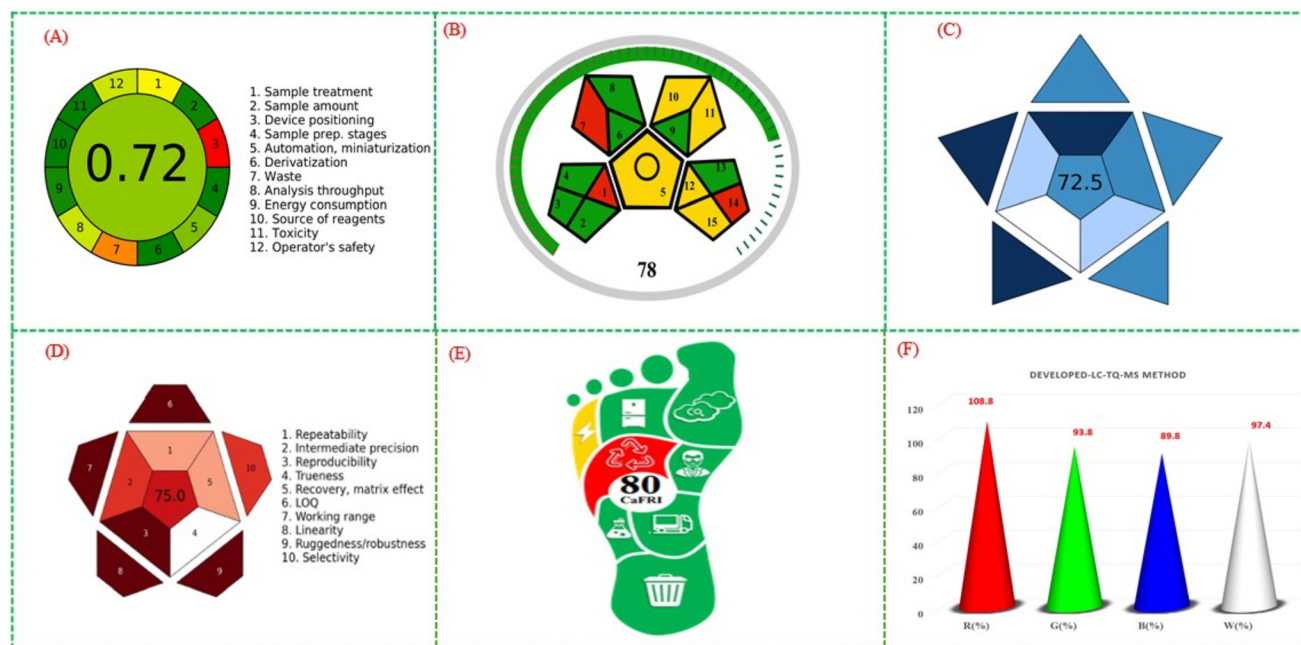 (A)
12
1
11
2
10
3
9
4
8
5
7
6
0.72
1. Sample treatment
2. Sample amount
3. Device positioning
4. Sample prep. stages
5. Automation, miniaturization
6. Derivatization
7. Waste
8. Analysis throughput
9. Energy consumption
10. Source of reagents
11. Toxicity
12. Operator's safety
(B)
8
10
7
11
6
9
4
1
5
12
13
3
14
2
15
78
(C)
72.5
(D)
6
1
7
10
2
75.0
5
3
4
8
9
1. Repeatability
2. Intermediate precision
3. Reproducibility
4. Trueness
5. Recovery, matrix effect
6. LOQ
7. Working range
8. Linearity
9. Ruggedness/robustness
10. Selectivity
(E)
80
CaFRI
(F)
DEVELOPED-LC-TQ-MS METHOD
120
100
80
60
40
20
0
108.8
93.8
89.8
97.4
R(%)
G(%)
B(%)
W(%)